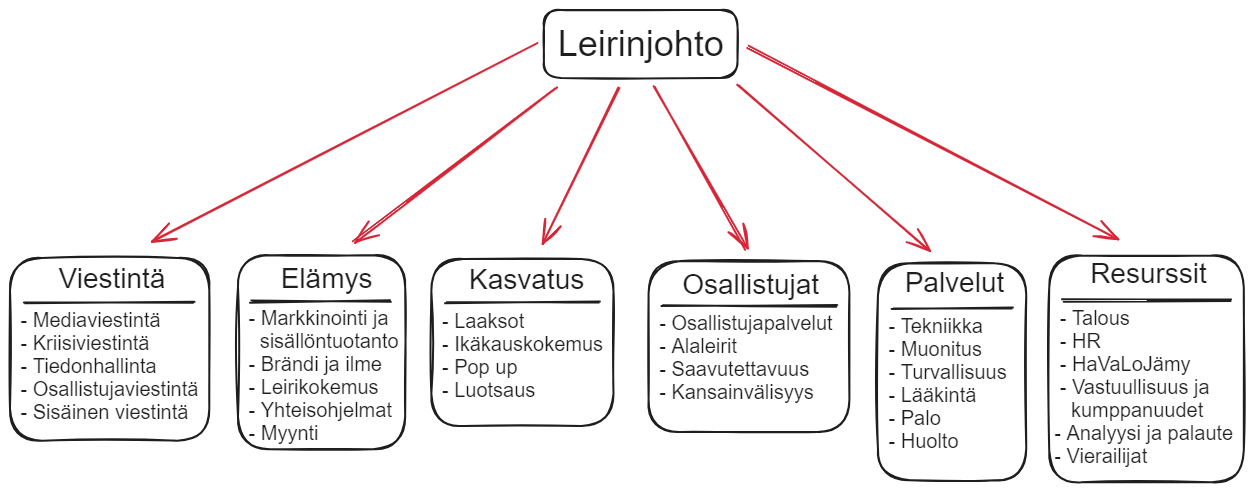 Leirinjohto
Viestintä
- Mediaviestintä
- Kriisiviestintä
- Tiedonhallinta
- Osallistujaviestintä
- Sisäinen viestintä
Elämys
- Markkinointi ja
sisällöntuotanto
- Brändi ja ilme
- Leirikokemus
- Yhteisohjelmat
- Myynti
Kasvatus
- Laaksot
- Ikäkauskokemus
- Pop up
- Luotsaus
Osallistujat
- Osallistujapalvelut
- Alaleirit
- Saavutettavuus
- Kansainvälisyys
Palvelut
- Tekniikka
- Muonitus
- Turvallisuus
- Lääkintä
- Palo
- Huolto
Resurssit
- Talous
- HR
- HaVaLoJämy
- Vastuullisuus ja
kumppanuudet
- Analyysi ja palaute
- Vierailijat